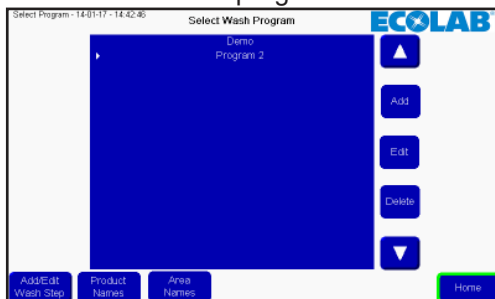 Select Program - 14-01-17 - 14:42:46
Select Wash Program
ECOLAB®
Demo
Program 2
Add
Edit
Delete
Add/Edit
Wash Step
Product
Names
Area
Names
Home